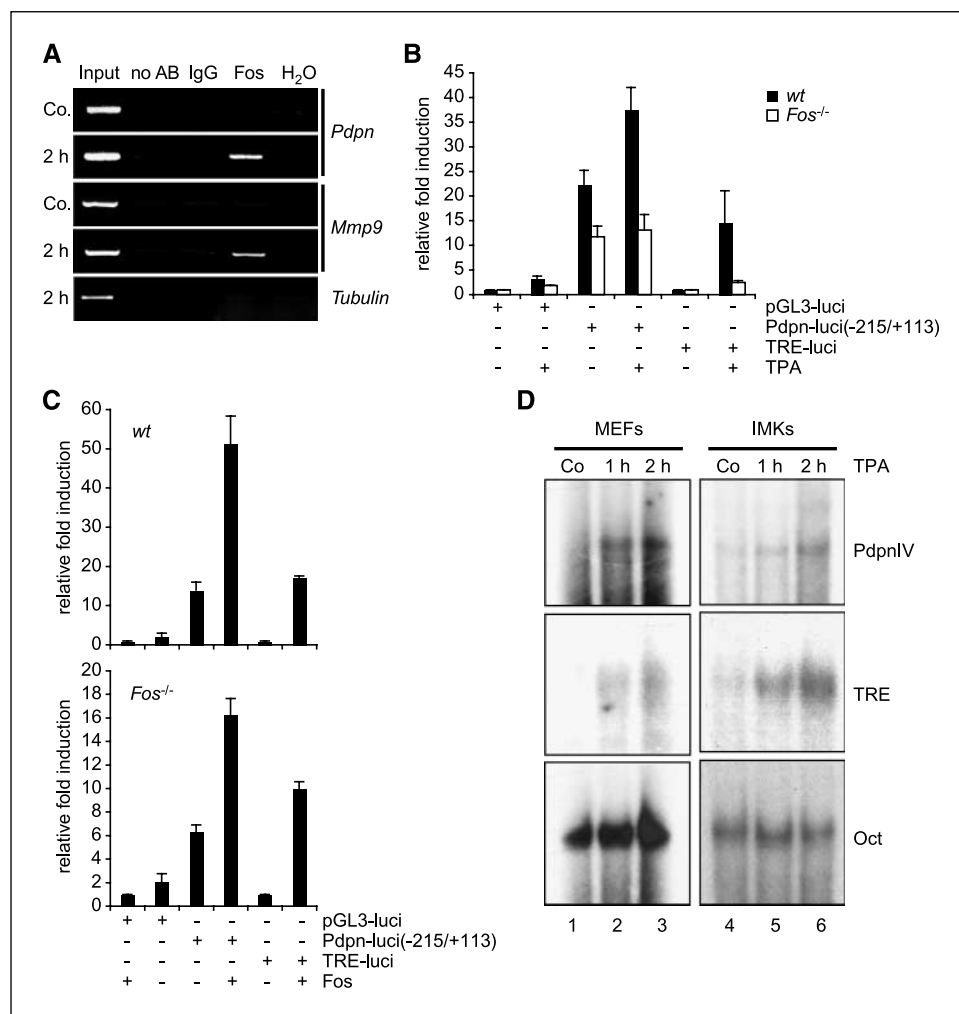 A
Input no AB IgG Fos H2O
Co.
2 h
Pdpn
Co.
2 h
Mmp9
2 h
Tubulin
B
relative fold induction
45
40
35
30
25
20
15
10
5
0
wt
Fos-/-
+ + - - - - pGL3-luci
- - + + - - Pdpn-luci(-215/+113)
- - - - + + TRE-luci
- + - + - + TPA
C
wt
relative fold induction
60
50
40
30
20
10
0
Fos-/-
relative fold induction
20
18
16
14
12
10
8
6
4
2
0
+ + - - - - pGL3-luci
- - + + - - Pdpn-luci(-215/+113)
- - - - + + TRE-luci
+ - - + - + Fos
D
MEFs IMKs
Co 1 h 2 h Co 1 h 2 h TPA
PdpnIV
TRE
Oct
1 2 3 4 5 6